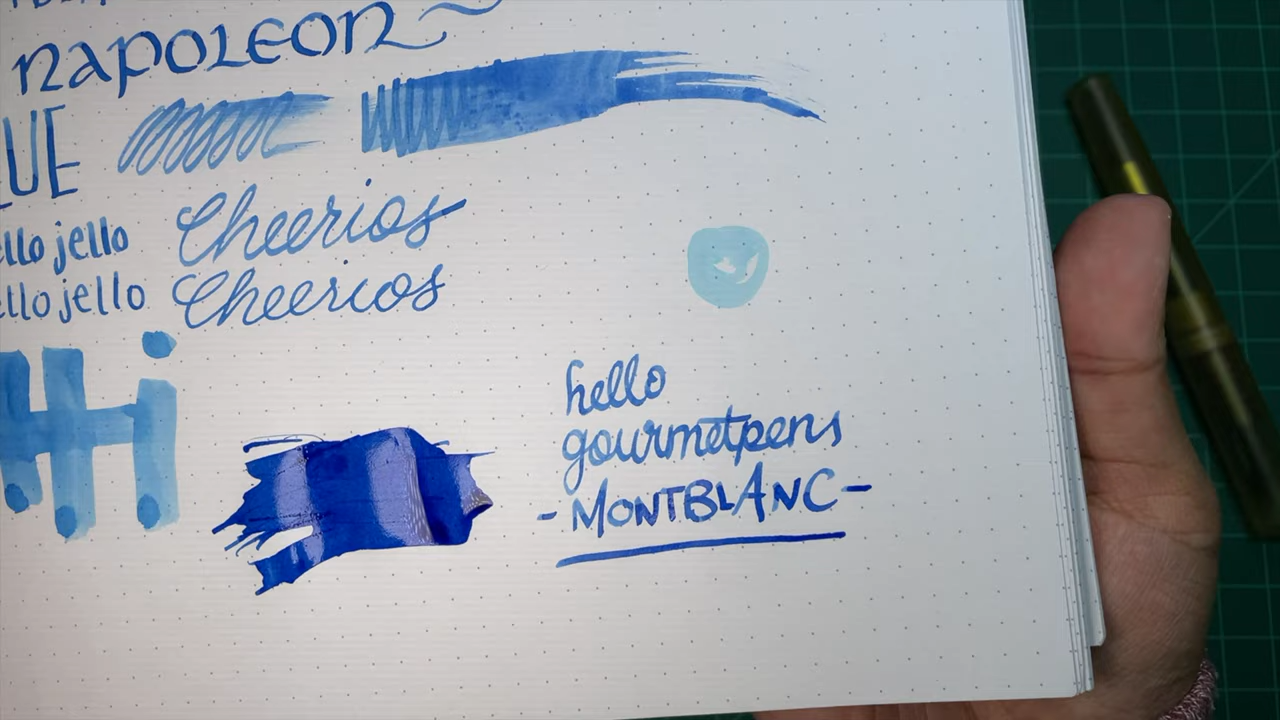 NAPOLEON
UE
ello jello
Cheerios
ello jello
Cheerios
Hi
hello
gourmetpens
- MONTBLANC -